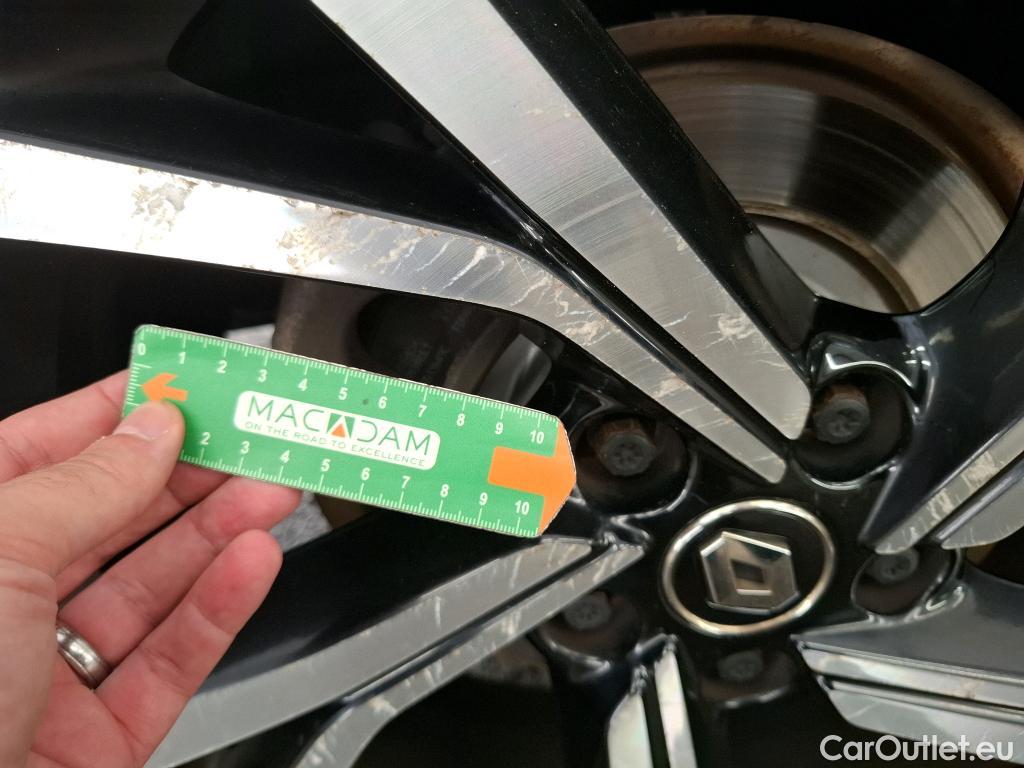 0 1 2 3 4 5 6 7 8 9 10
MACADAM
ON THE ROAD TO EXCELLENCE
2 3 4 5 6 7 8 9 10
CarOutlet.eu